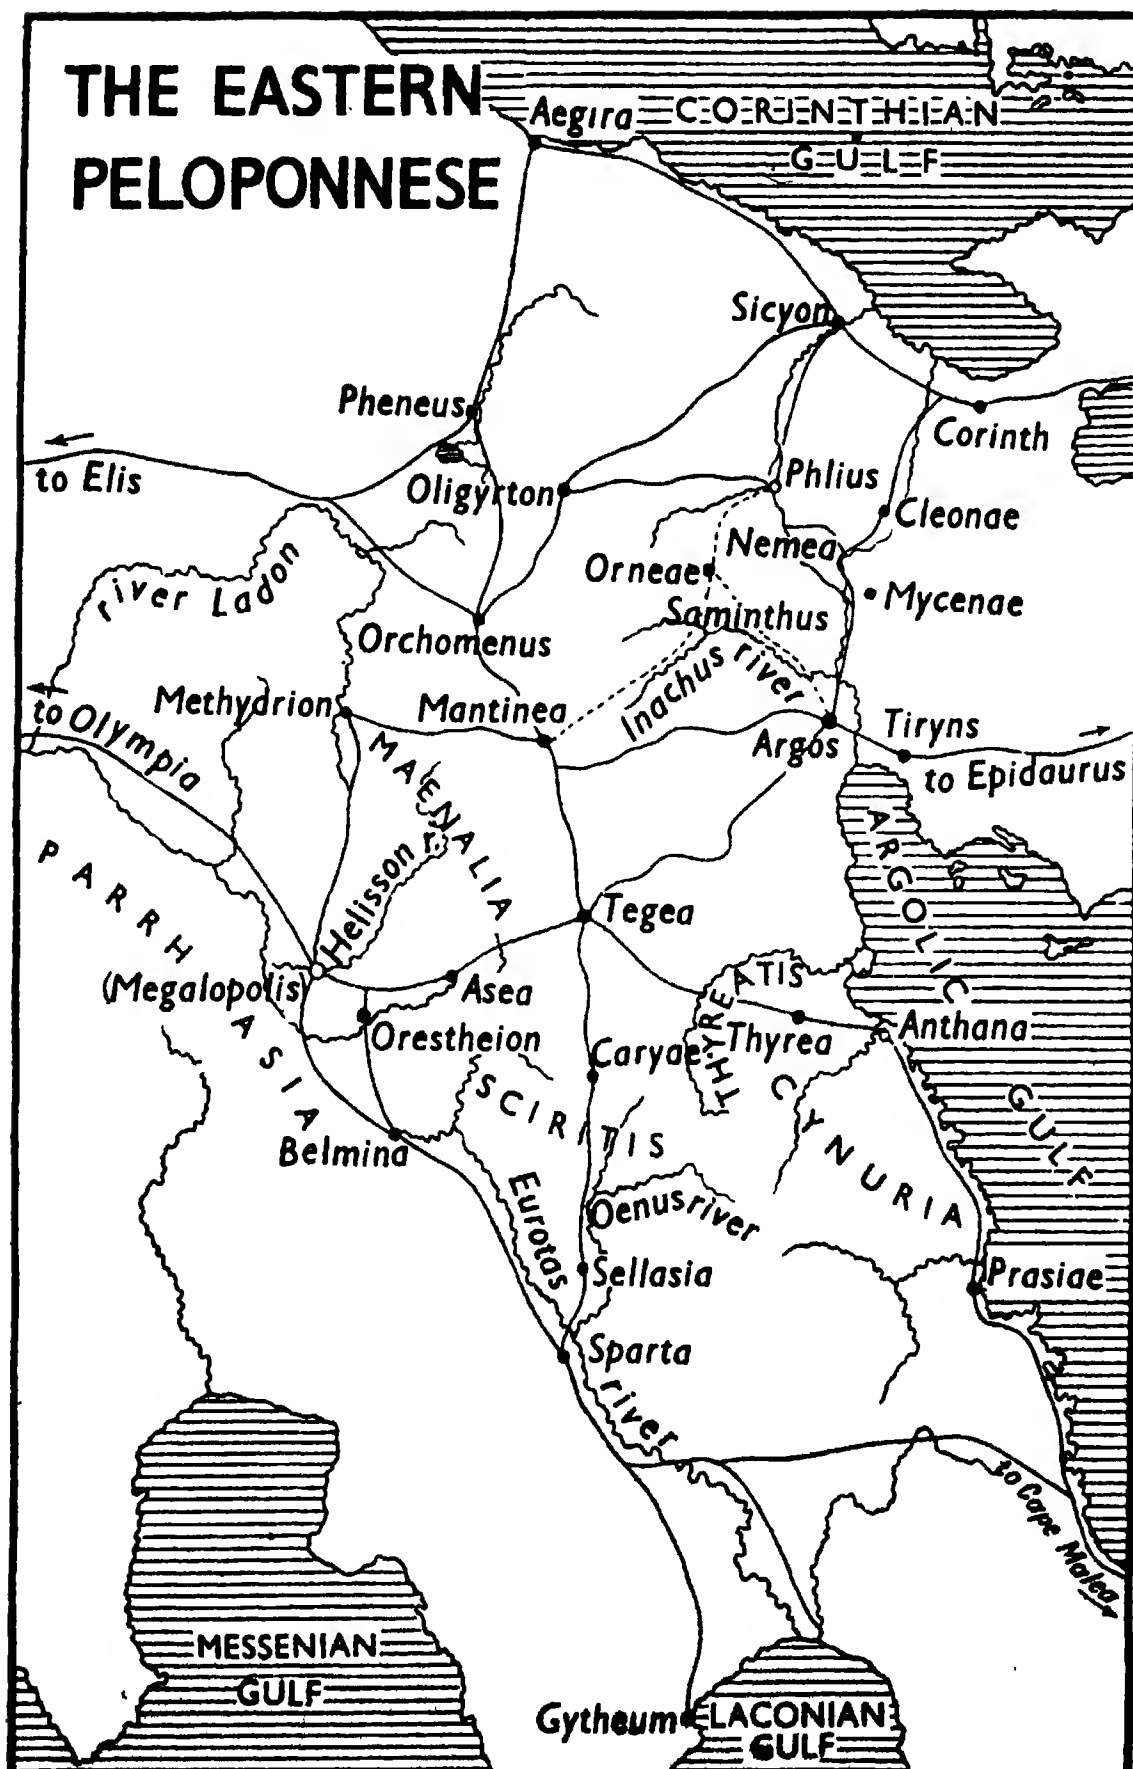 THE EASTERN
PELOPONNESE
Aegira
CORINTHIAN
GULF
Sicyon
Pheneus
Corinth
to Elis
Oligyrton
Phlius
Cleonae
Nemea
Orneae
Mycenae
river Ladon
Saminthus
Orchomenus
Inachus river
Methydrion
Mantinea
to Olympia
Argos
Tiryns
to Epidaurus
MAENALIA
ARGOLIC
GULF
PARRHASIA
Helisson r.
Tegea
(Megalopolis)
Asea
THYREATIS
Orestheion
Thyrea
Anthana
Caryae
SCIRITIS
CYNURIA
Belmina
Eurotas
river
Oenus river
Sellasia
Prasiae
Sparta
to Cape Malea
MESSENIAN
GULF
Gytheum
LACONIAN
GULF